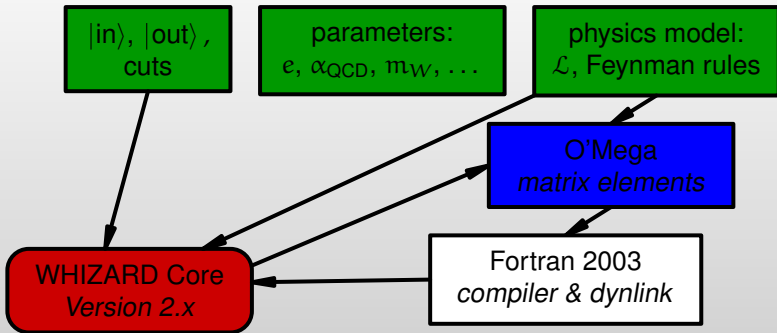 |in⟩, |out⟩,
cuts
parameters:
e, α_QCD, m_W, ...
physics model:
ℒ, Feynman rules
O'Mega
matrix elements
WHIZARD Core
Version 2.x
Fortran 2003
compiler & dynlink